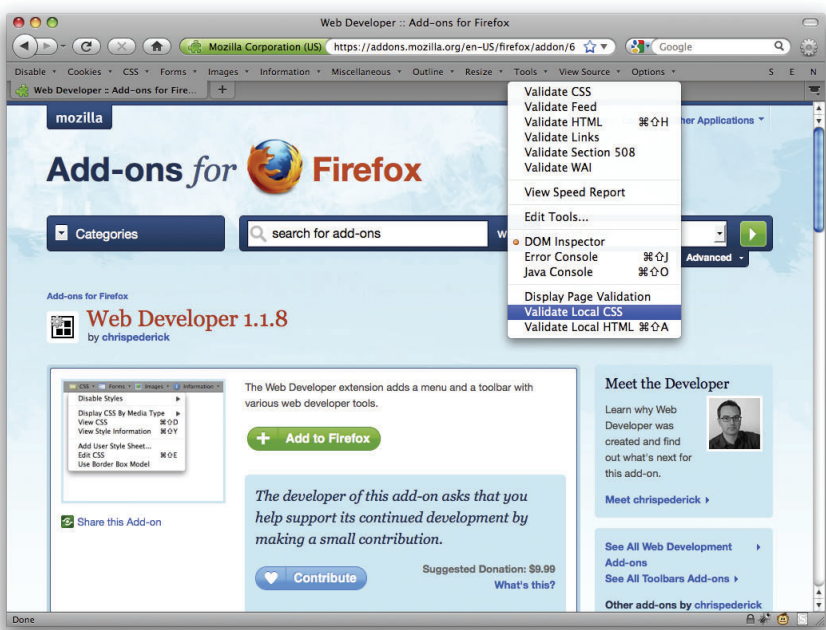 Web Developer :: Add-ons for Firefox
Mozilla Corporation (US) https://addons.mozilla.org/en-US/firefox/addon/6 Google
Disable Cookies CSS Forms Images Information Miscellaneous Outline Resize Tools View Source Options S E N
Web Developer :: Add-ons for Fire... +
Validate CSS
Validate Feed
Validate HTML ⌘⇧H
Validate Links
Validate Section 508
Validate WAI
View Speed Report
Edit Tools...
DOM Inspector
Error Console ⌘⇧J
Java Console ⌘⇧O
Display Page Validation
Validate Local CSS
Validate Local HTML ⌘⇧A
mozilla
her Applications
Add-ons for Firefox
Categories
search for add-ons
w
Advanced
Add-ons for Firefox
Web Developer 1.1.8
by chrispederick
CSS Forms Images Information
Disable Styles
Display CSS By Media Type
View CSS ⌘⇧D
View Style Information ⌘⇧Y
Add User Style Sheet...
Edit CSS ⌘⇧E
Use Border Box Model
Share this Add-on
The Web Developer extension adds a menu and a toolbar with
various web developer tools.
+ Add to Firefox
The developer of this add-on asks that you
help support its continued development by
making a small contribution.
Contribute
Suggested Donation: $9.99
What's this?
Meet the Developer
Learn why Web
Developer was
created and find
out what's next for
this add-on.
Meet chrispederick
See All Web Development
Add-ons
See All Toolbars Add-ons
Other add-ons by chrispederick
Done